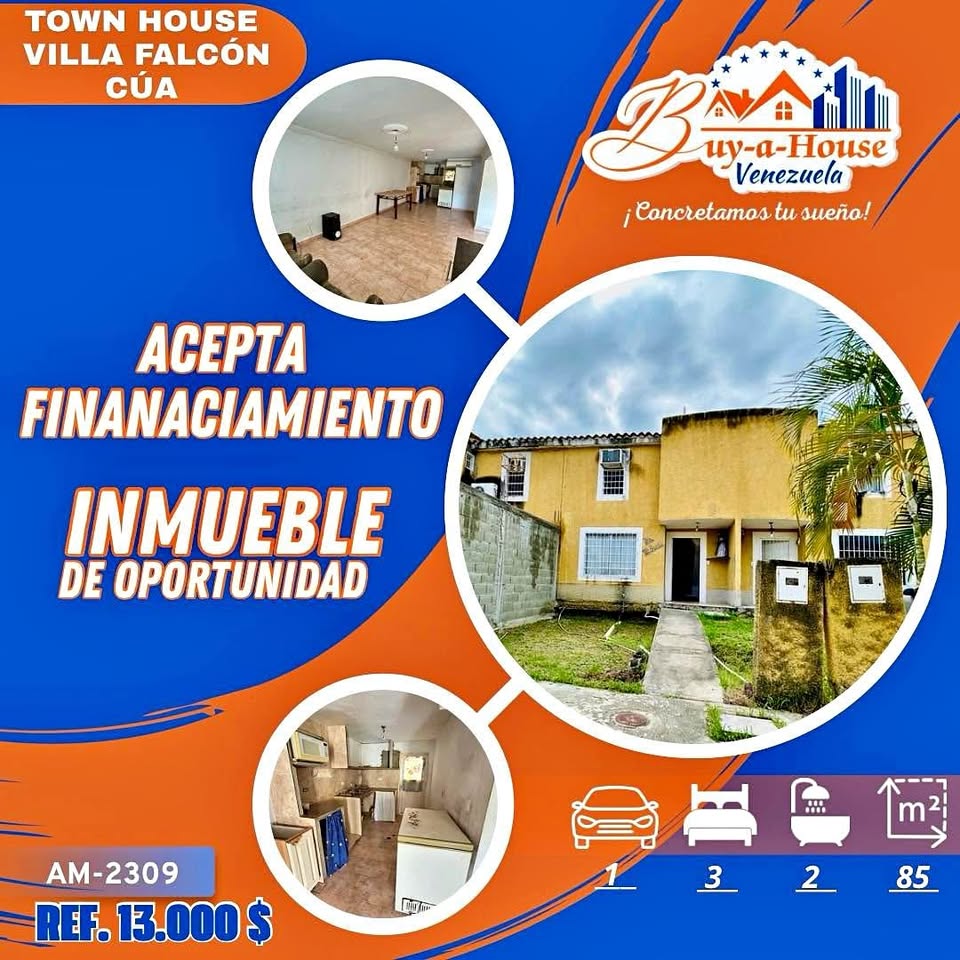 TOWN HOUSE
VILLA FALCÓN
CÚA
Buy-a-House
Venezuela
¡Concretamos tu sueño!
ACEPTA
FINANACIAMIENTO
INMUEBLE
DE OPORTUNIDAD
m²
1 3 2 85
AM-2309
REF. 13.000 $